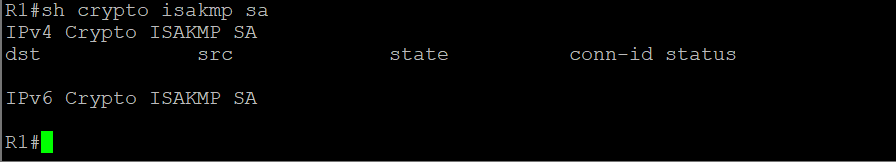 R1#sh crypto isakmp sa
IPv4 Crypto ISAKMP SA
dst src state conn-id status
IPv6 Crypto ISAKMP SA
R1#